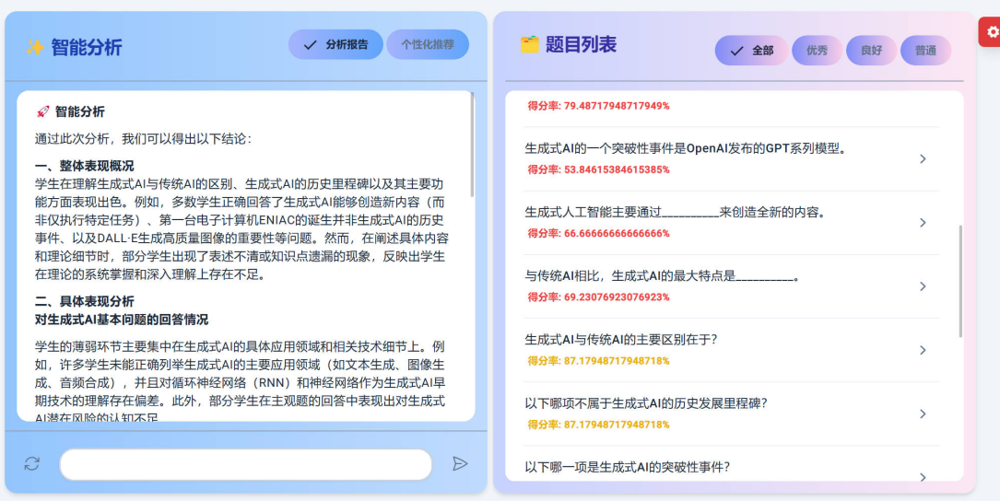 ✨ 智能分析
分析报告
个性化推荐
🚀 智能分析
通过此次分析，我们可以得出以下结论：
一、整体表现概况
学生在理解生成式AI与传统AI的区别、生成式AI的历史里程碑以及其主要功
能方面表现出色。例如，多数学生正确回答了生成式AI能够创造新内容（而
非仅执行特定任务）、第一台电子计算机ENIAC的诞生并非生成式AI的历史
事件、以及DALL·E生成高质量图像的重要性等问题。然而，在阐述具体内容
和理论细节时，部分学生出现了表述不清或知识点遗漏的现象，反映出学生
在理论的系统掌握和深入理解上存在不足。
二、具体表现分析
对生成式AI基本问题的回答情况
学生的薄弱环节主要集中在生成式AI的具体应用领域和相关技术细节上。例
如，许多学生未能正确列举生成式AI的主要应用领域（如文本生成、图像生
成、音频合成），并且对循环神经网络（RNN）和神经网络作为生成式AI早
期技术的理解存在偏差。此外，部分学生在主观题的回答中表现出对生成式
AI潜在风险的认知不足
🗂️ 题目列表
全部
优秀
良好
普通
得分率: 79.48717948717949%
生成式AI的一个突破性事件是OpenAI发布的GPT系列模型。
得分率: 53.84615384615385%
生成式人工智能主要通过__________来创造全新的内容。
得分率: 66.66666666666666%
与传统AI相比，生成式AI的最大特点是__________。
得分率: 69.23076923076923%
生成式AI与传统AI的主要区别在于?
得分率: 87.17948717948718%
以下哪项不属于生成式AI的历史发展里程碑?
得分率: 87.17948717948718%
以下哪一项是生成式AI的突破性事件?